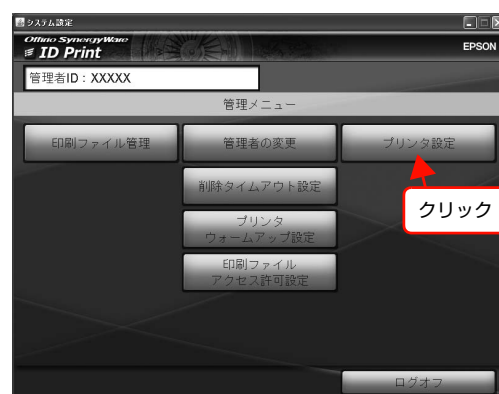 システム設定
Offirio SynergyWare
ID Print
EPSON
管理者ID：XXXXX
管理メニュー
印刷ファイル管理
管理者の変更
プリンタ設定
削除タイムアウト設定
クリック
プリンタ
ウォームアップ設定
印刷ファイル
アクセス許可設定
ログオフ